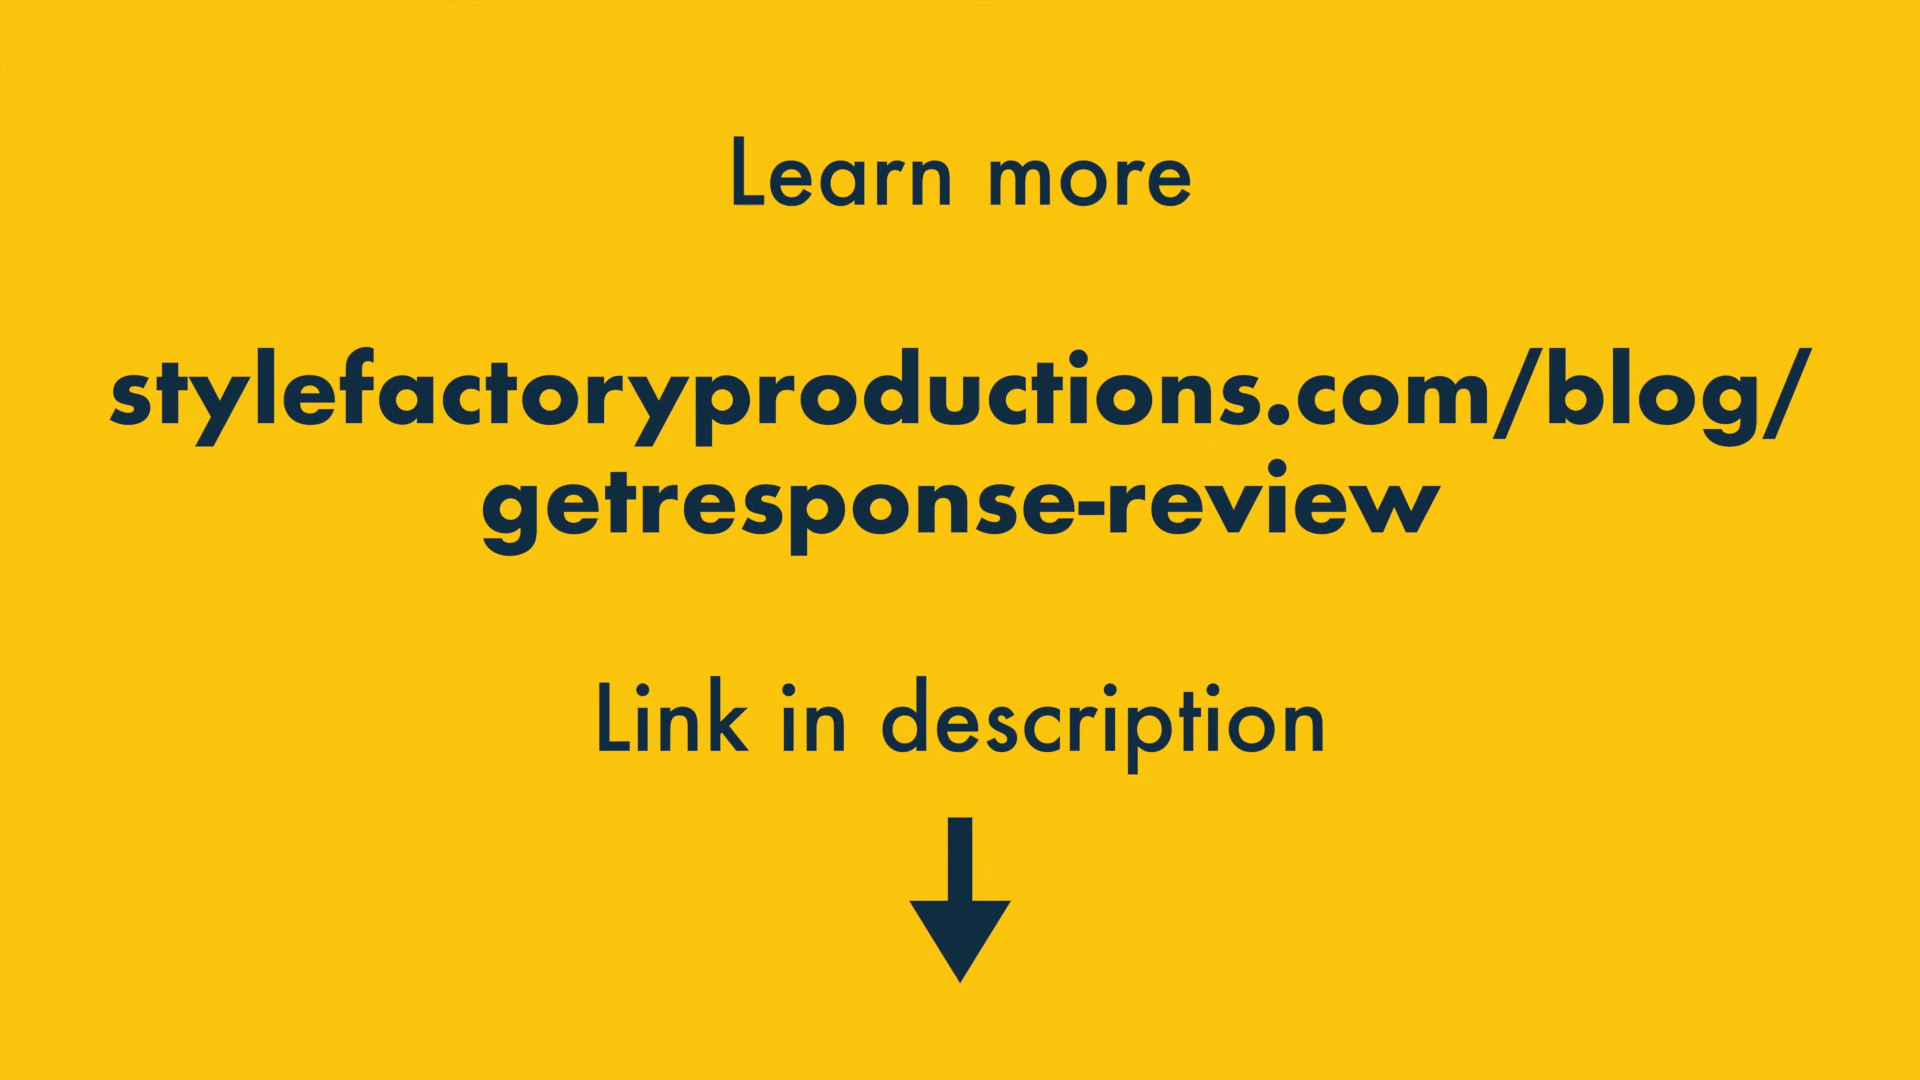 Learn more
stylefactoryproductions.com/blog/
getresponse-review
Link in description